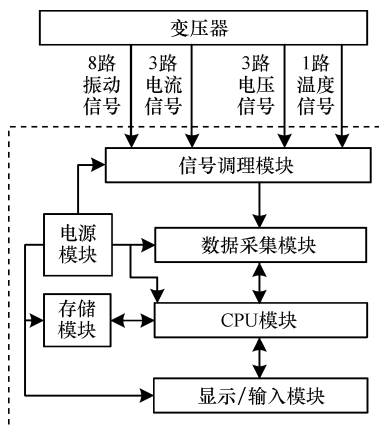 变压器
8路
振动
信号
3路
电流
信号
3路
电压
信号
1路
温度
信号
信号调理模块
电源
模块
数据采集模块
存储
模块
CPU模块
显示/输入模块